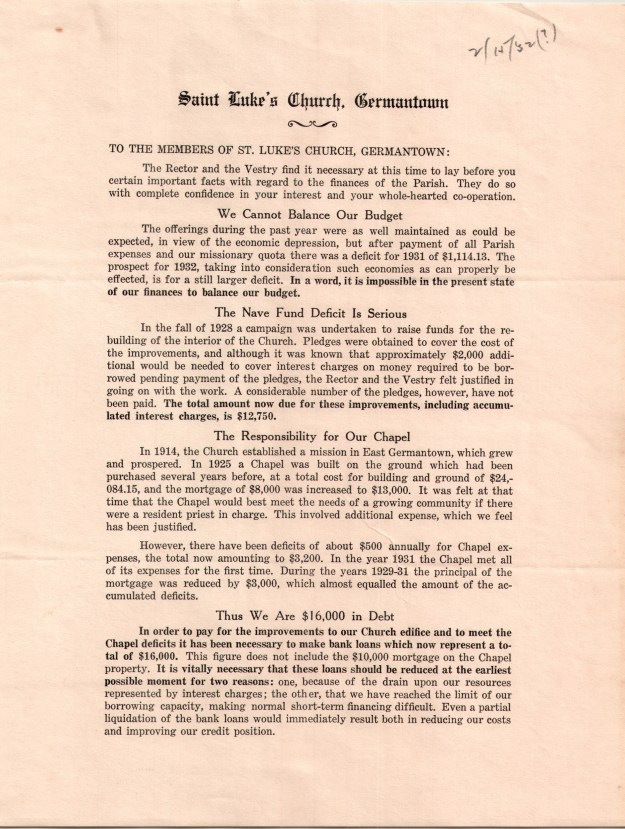 2/15/32(?)
Saint Luke's Church, Germantown
TO THE MEMBERS OF ST. LUKE'S CHURCH, GERMANTOWN:
The Rector and the Vestry find it necessary at this time to lay before you
certain important facts with regard to the finances of the Parish. They do so
with complete confidence in your interest and your whole-hearted co-operation.
We Cannot Balance Our Budget
The offerings during the past year were as well maintained as could be
expected, in view of the economic depression, but after payment of all Parish
expenses and our missionary quota there was a deficit for 1931 of $1,114.13. The
prospect for 1932, taking into consideration such economies as can properly be
effected, is for a still larger deficit. In a word, it is impossible in the present state
of our finances to balance our budget.
The Nave Fund Deficit Is Serious
In the fall of 1928 a campaign was undertaken to raise funds for the re-
building of the interior of the Church. Pledges were obtained to cover the cost of
the improvements, and although it was known that approximately $2,000 addi-
tional would be needed to cover interest charges on money required to be bor-
rowed pending payment of the pledges, the Rector and the Vestry felt justified in
going on with the work. A considerable number of the pledges, however, have not
been paid. The total amount now due for these improvements, including accumu-
lated interest charges, is $12,750.
The Responsibility for Our Chapel
In 1914, the Church established a mission in East Germantown, which grew
and prospered. In 1925 a Chapel was built on the ground which had been
purchased several years before, at a total cost for building and ground of $24,-
084.15, and the mortgage of $8,000 was increased to $13,000. It was felt at that
time that the Chapel would best meet the needs of a growing community if there
were a resident priest in charge. This involved additional expense, which we feel
has been justified.
However, there have been deficits of about $500 annually for Chapel ex-
penses, the total now amounting to $3,200. In the year 1931 the Chapel met all
of its expenses for the first time. During the years 1929-31 the principal of the
mortgage was reduced by $3,000, which almost equalled the amount of the ac-
cumulated deficits.
Thus We Are $16,000 in Debt
In order to pay for the improvements to our Church edifice and to meet the
Chapel deficits it has been necessary to make bank loans which now represent a to-
tal of $16,000. This figure does not include the $10,000 mortgage on the Chapel
property. It is vitally necessary that these loans should be reduced at the earliest
possible moment for two reasons: one, because of the drain upon our resources
represented by interest charges; the other, that we have reached the limit of our
borrowing capacity, making normal short-term financing difficult. Even a partial
liquidation of the bank loans would immediately result both in reducing our costs
and improving our credit position.